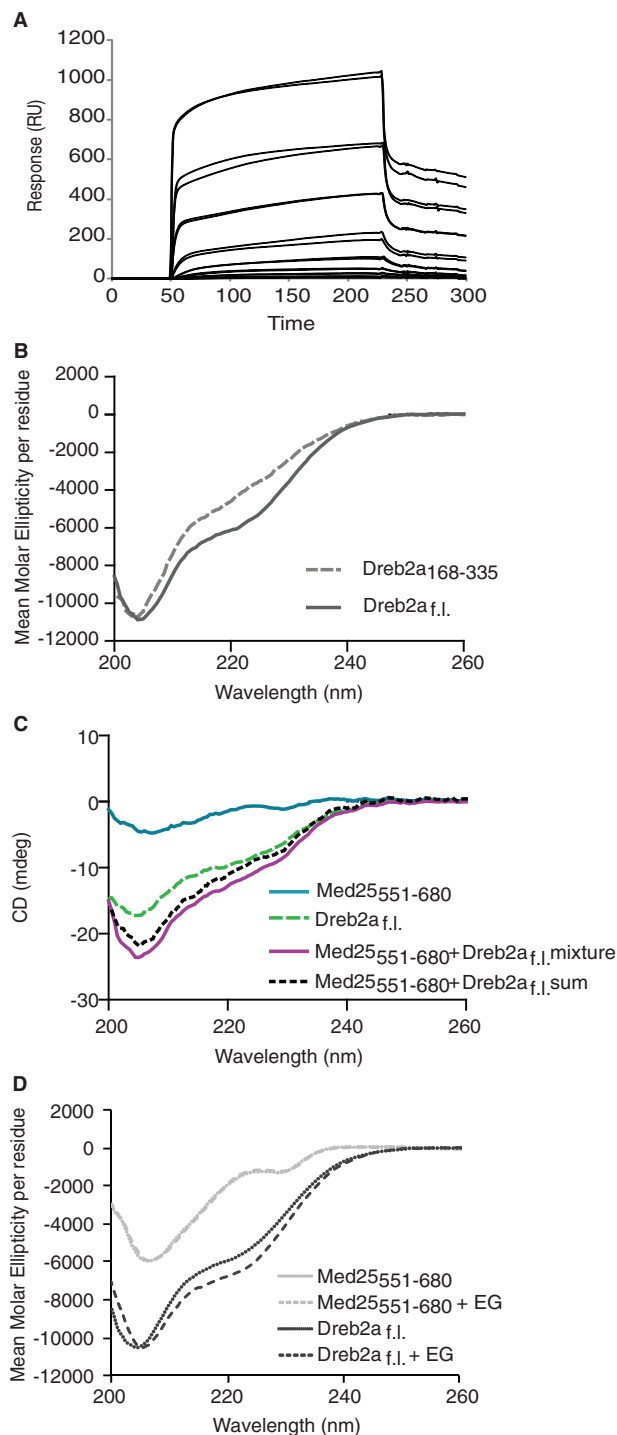 A
1200
1000
800
600
400
200
0
Response (RU)
0 50 100 150 200 250 300
Time
B
2000
0
-2000
-4000
-6000
-8000
-10000
-12000
Mean Molar Ellipticity per residue
Dreb2a168-335
Dreb2af.l.
200 220 240 260
Wavelength (nm)
C
10
0
-10
-20
-30
CD (mdeg)
Med25551-680
Dreb2af.l.
Med25551-680+Dreb2af.l.mixture
Med25551-680+Dreb2af.l.sum
200 220 240 260
Wavelength (nm)
D
2000
0
-2000
-4000
-6000
-8000
-10000
-12000
Mean Molar Ellipticity per residue
Med25551-680
Med25551-680 + EG
Dreb2a f.l.
Dreb2a f.l. + EG
200 220 240 260
Wavelength (nm)